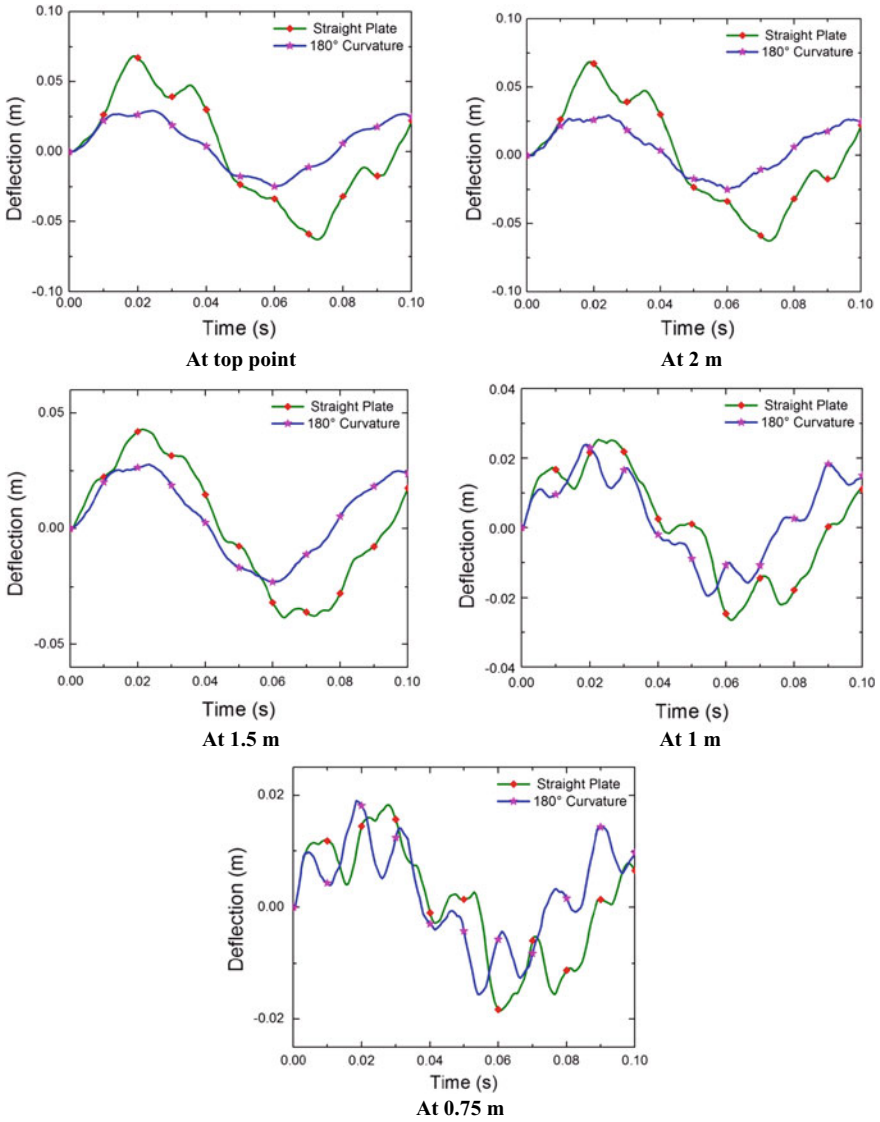 0.10
0.05
0.00
-0.05
-0.10
Deflection (m)
Straight Plate
180° Curvature
0.00 0.02 0.04 0.06 0.08 0.10
Time (s)
At top point
0.10
0.05
0.00
-0.05
-0.10
Deflection (m)
Straight Plate
180° Curvature
0.00 0.02 0.04 0.06 0.08 0.10
Time (s)
At 2 m
0.05
0.00
-0.05
Deflection (m)
Straight Plate
180° Curvature
0.00 0.02 0.04 0.06 0.08 0.10
Time (s)
At 1.5 m
0.04
0.02
0.00
-0.02
-0.04
Deflection (m)
Straight Plate
180° Curvature
0.00 0.02 0.04 0.06 0.08 0.10
Time (s)
At 1 m
0.02
0.00
-0.02
Deflection (m)
Straight Plate
180° Curvature
0.00 0.02 0.04 0.06 0.08 0.10
Time (s)
At 0.75 m